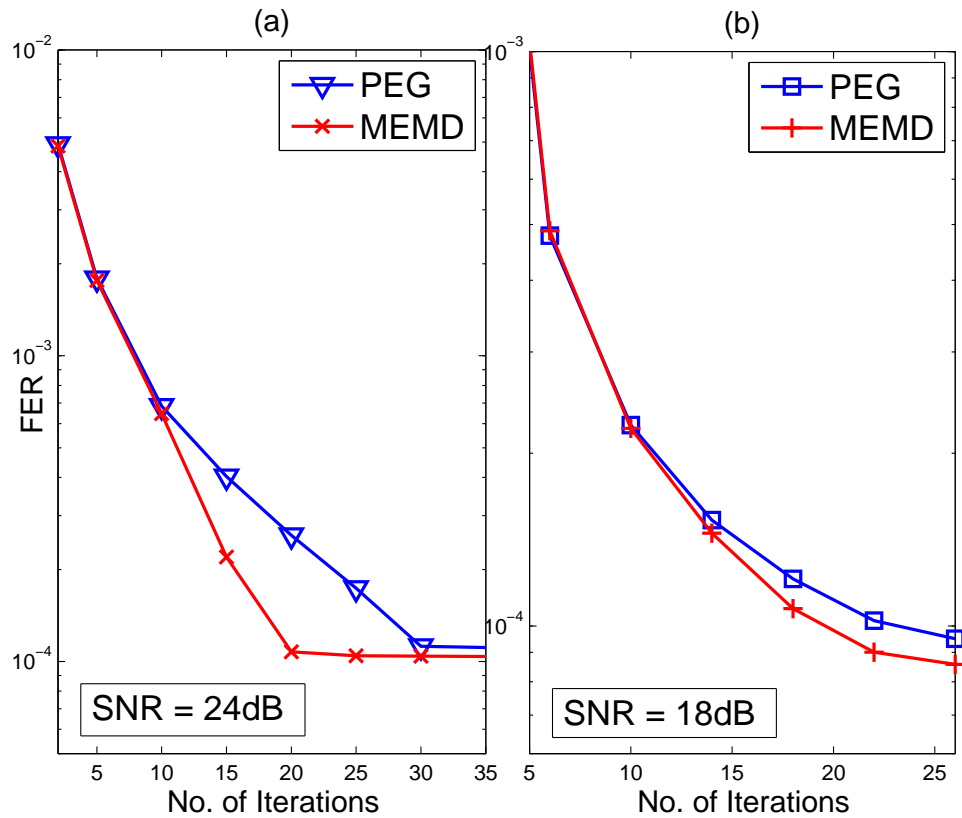 (a)
10^-2
10^-3
10^-4
FER
PEG
MEMD
SNR = 24dB
5 10 15 20 25 30 35
No. of Iterations
(b)
10^-3
10^-4
PEG
MEMD
SNR = 18dB
5 10 15 20 25
No. of Iterations